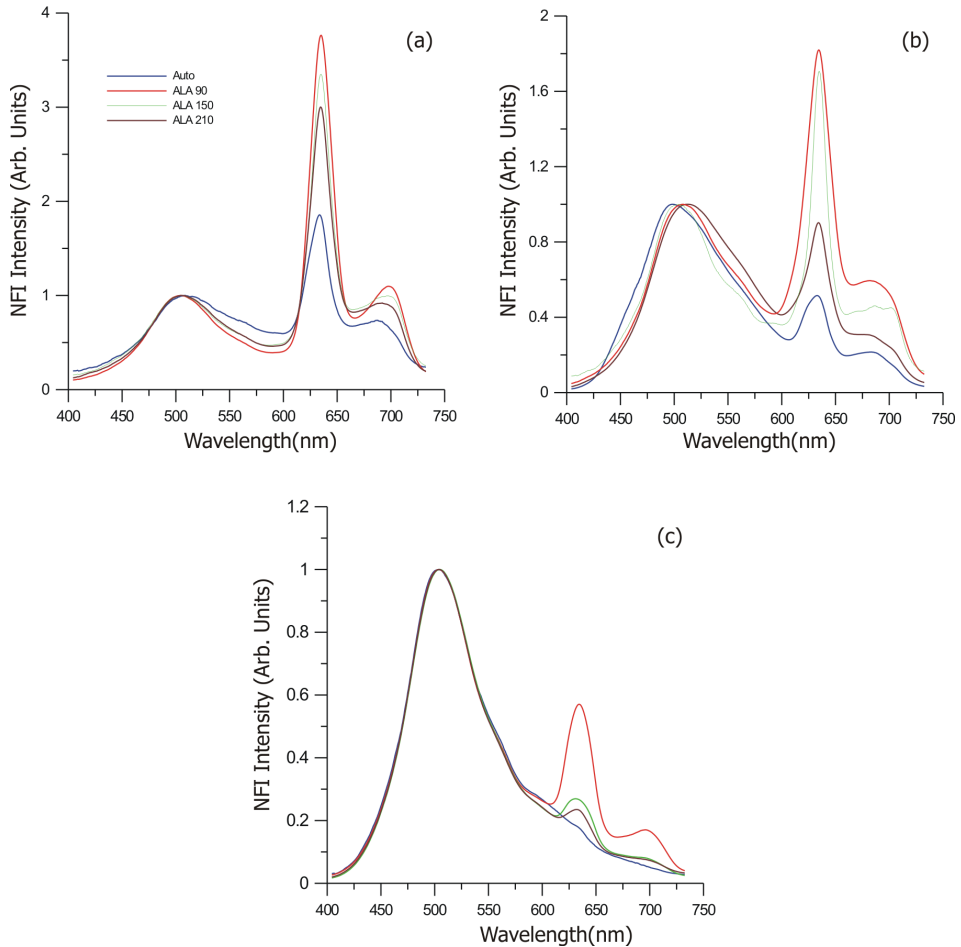 (a)
4
3
2
1
0
NFI Intensity (Arb. Units)
Auto
ALA 90
ALA 150
ALA 210
400 450 500 550 600 650 700 750
Wavelength(nm)
(b)
2
1.6
1.2
0.8
0.4
0
NFI Intensity (Arb. Units)
400 450 500 550 600 650 700 750
Wavelength(nm)
(c)
1.2
1
0.8
0.6
0.4
0.2
0
NFI Intensity (Arb. Units)
400 450 500 550 600 650 700 750
Wavelength(nm)